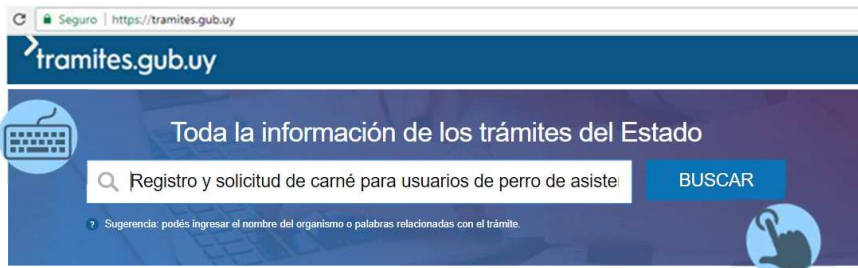 Seguro | https://tramites.gub.uy
tramites.gub.uy
Toda la información de los trámites del Estado
Registro y solicitud de carné para usuarios de perro de asiste
BUSCAR
? Sugerencia: podés ingresar el nombre del organismo o palabras relacionadas con el trámite.